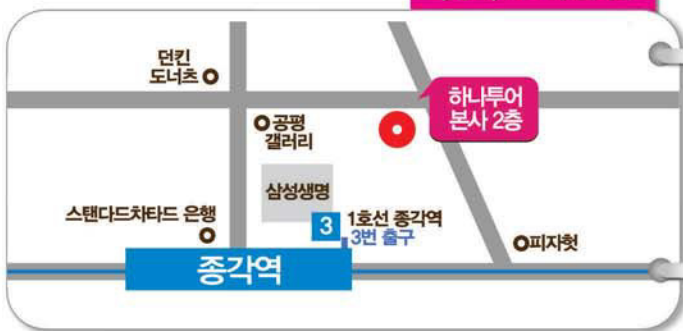 던킨
도너츠
하나투어
본사 2층
공평
갤러리
삼성생명
스탠다드차타드 은행
3
1호선 종각역
3번 출구
피자헛
종각역